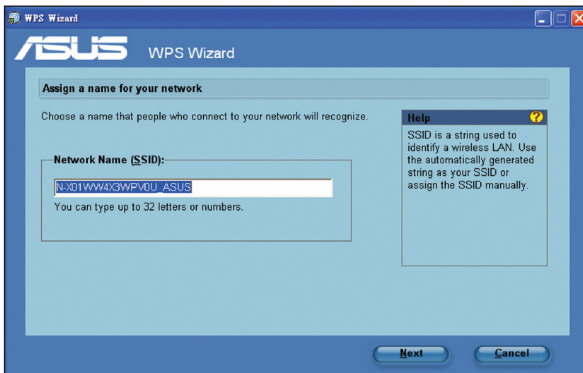 WPS Wizard
ASUS WPS Wizard
Assign a name for your network
Choose a name that people who connect to your network will recognize.
Network Name (SSID):
N-X01WW4X3WPV0U_ASUS
You can type up to 32 letters or numbers.
Help
SSID is a string used to
identify a wireless LAN. Use
the automatically generated
string as your SSID or
assign the SSID manually.
Next Cancel